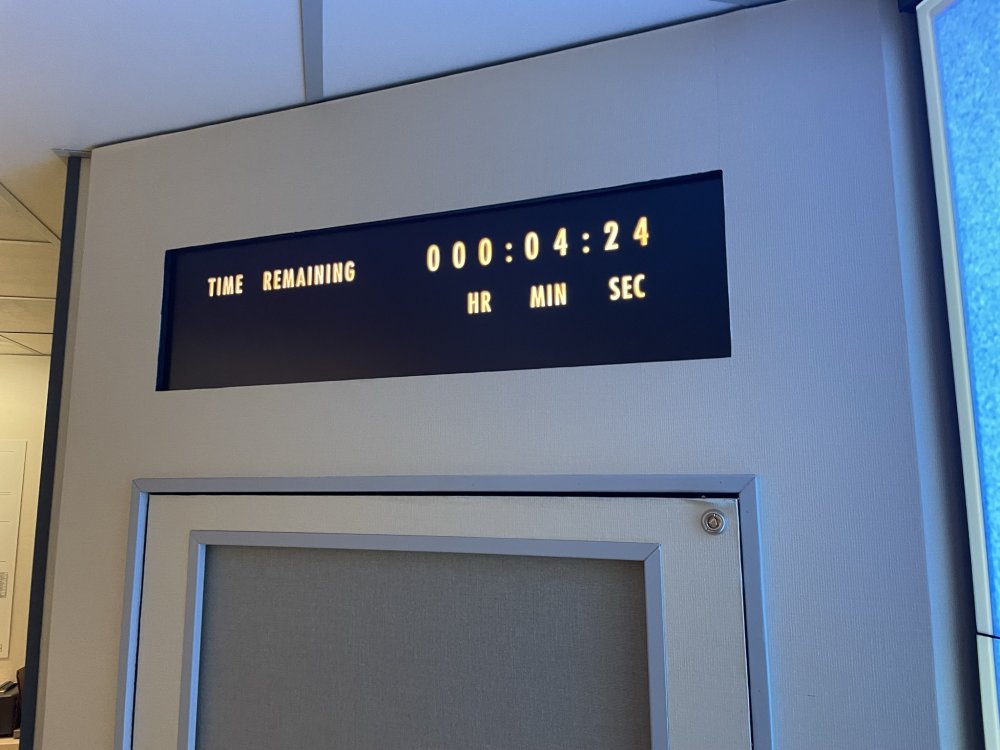 TIME REMAINING 000:04:24
HR MIN SEC